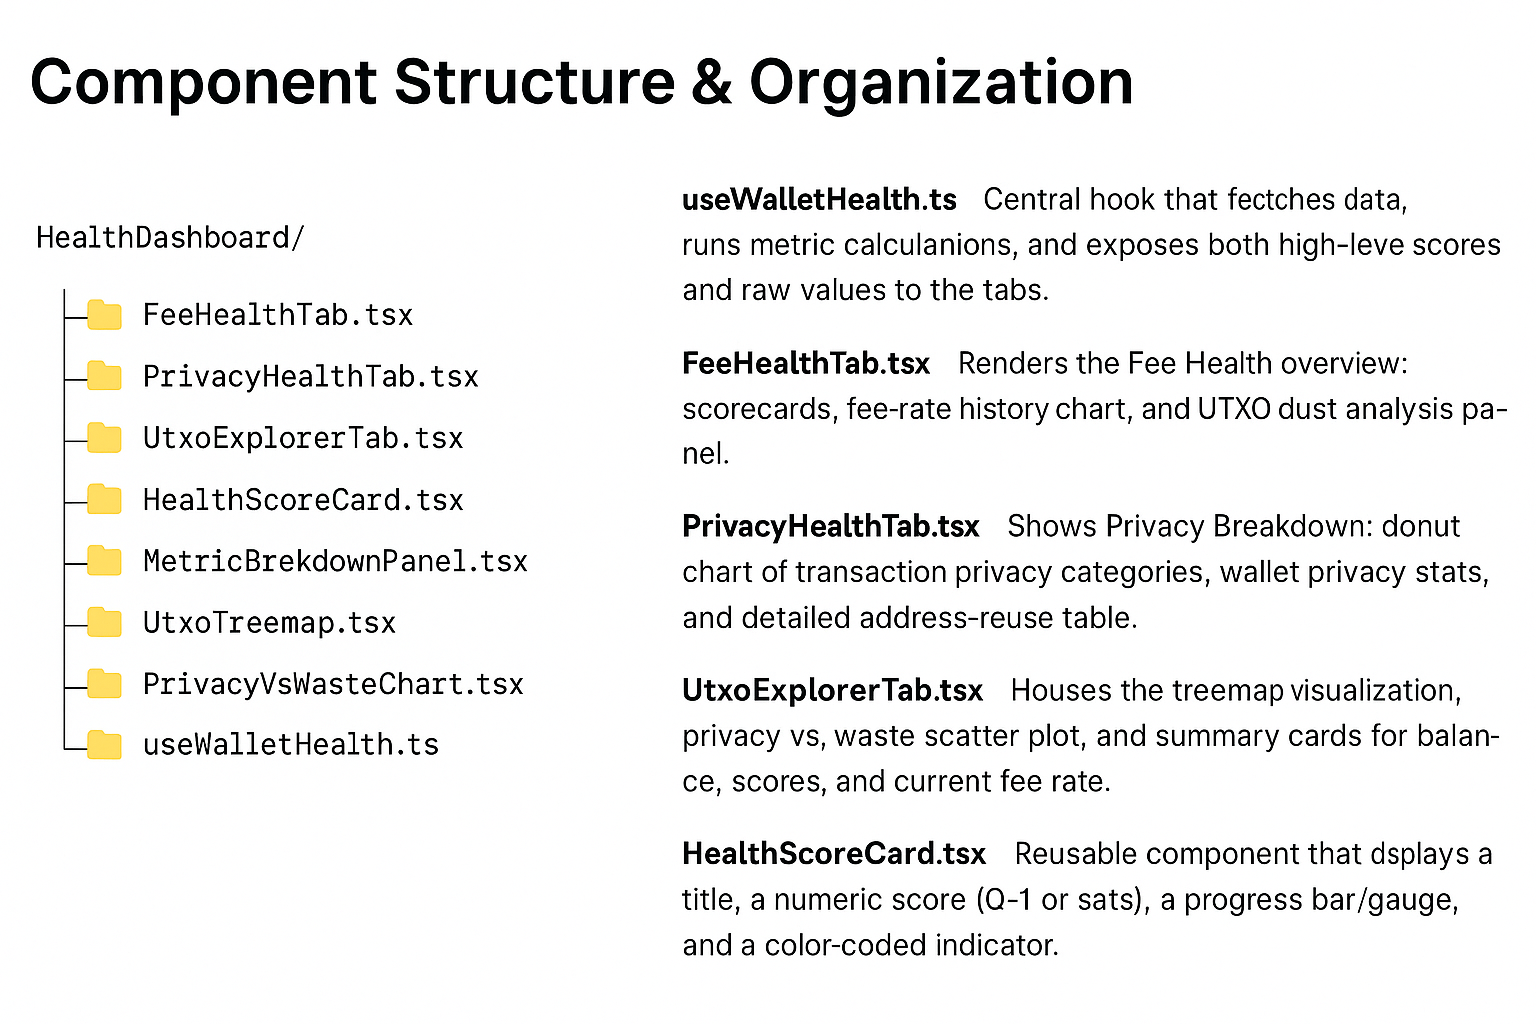 Component Structure & Organization
HealthDashboard/
FeeHealthTab.tsx
PrivacyHealthTab.tsx
UtxoExplorerTab.tsx
HealthScoreCard.tsx
MetricBrekdownPanel.tsx
UtxoTreemap.tsx
PrivacyVsWasteChart.tsx
useWalletHealth.ts
useWalletHealth.ts Central hook that fectches data,
runs metric calculanions, and exposes both high-leve scores
and raw values to the tabs.
FeeHealthTab.tsx Renders the Fee Health overview:
scorecards, fee-rate history chart, and UTXO dust analysis pa-
nel.
PrivacyHealthTab.tsx Shows Privacy Breakdown: donut
chart of transaction privacy categories, wallet privacy stats,
and detailed address-reuse table.
UtxoExplorerTab.tsx Houses the treemap visualization,
privacy vs, waste scatter plot, and summary cards for balan-
ce, scores, and current fee rate.
HealthScoreCard.tsx Reusable component that dsplays a
title, a numeric score (Q-1 or sats), a progress bar/gauge,
and a color-coded indicator.